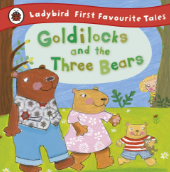 Ladybird First Favourite Tales
Goldilocks
and the
Three Bears